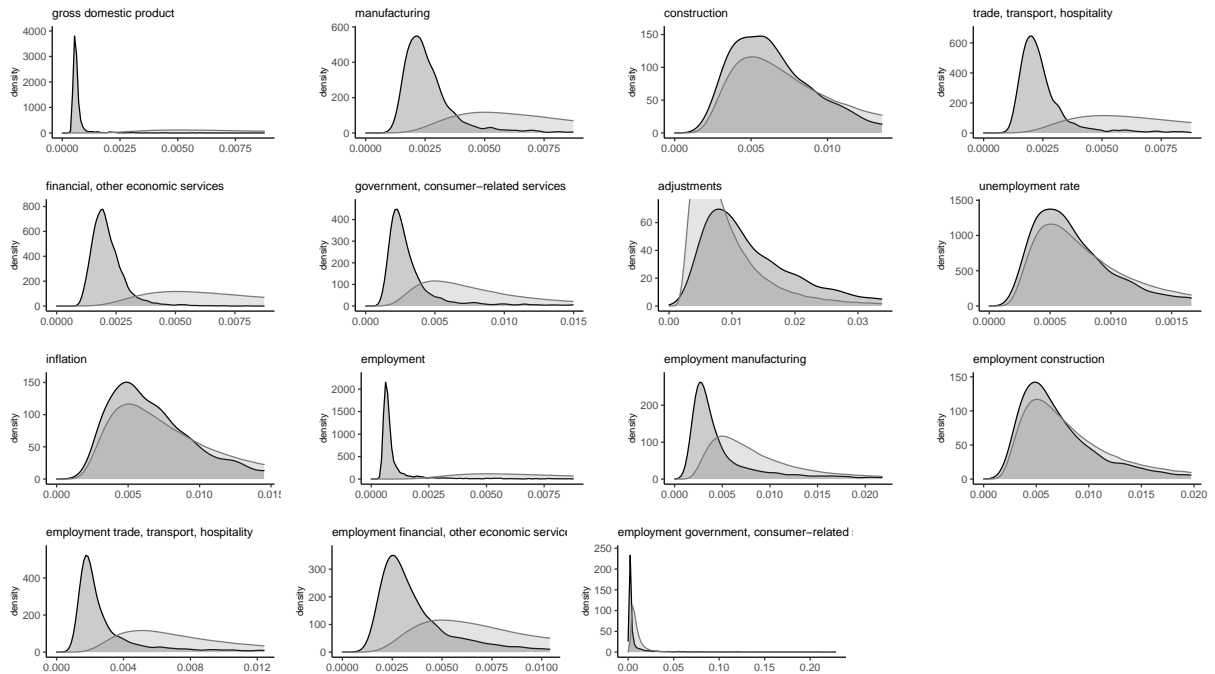 gross domestic product
density
4000
3000
2000
1000
0
0.0000 0.0025 0.0050 0.0075
manufacturing
density
600
400
200
0
0.0000 0.0025 0.0050 0.0075
construction
density
150
100
50
0
0.000 0.005 0.010
trade, transport, hospitality
density
600
400
200
0
0.0000 0.0025 0.0050 0.0075
financial, other economic services
density
800
600
400
200
0
0.0000 0.0025 0.0050 0.0075
government, consumer−related services
density
400
300
200
100
0
0.000 0.005 0.010 0.015
adjustments
density
60
40
20
0
0.00 0.01 0.02 0.03
unemployment rate
density
1500
1000
500
0
0.0000 0.0005 0.0010 0.0015
inflation
density
150
100
50
0
0.000 0.005 0.010 0.015
employment
density
2000
1500
1000
500
0
0.0000 0.0025 0.0050 0.0075
employment manufacturing
density
200
100
0
0.000 0.005 0.010 0.015 0.020
employment construction
density
150
100
50
0
0.000 0.005 0.010 0.015 0.020
employment trade, transport, hospitality
density
400
200
0
0.000 0.004 0.008 0.012
employment financial, other economic service
density
300
200
100
0
0.0000 0.0025 0.0050 0.0075 0.0100
employment government, consumer−related
density
250
200
150
100
50
0
0.00 0.05 0.10 0.15 0.20